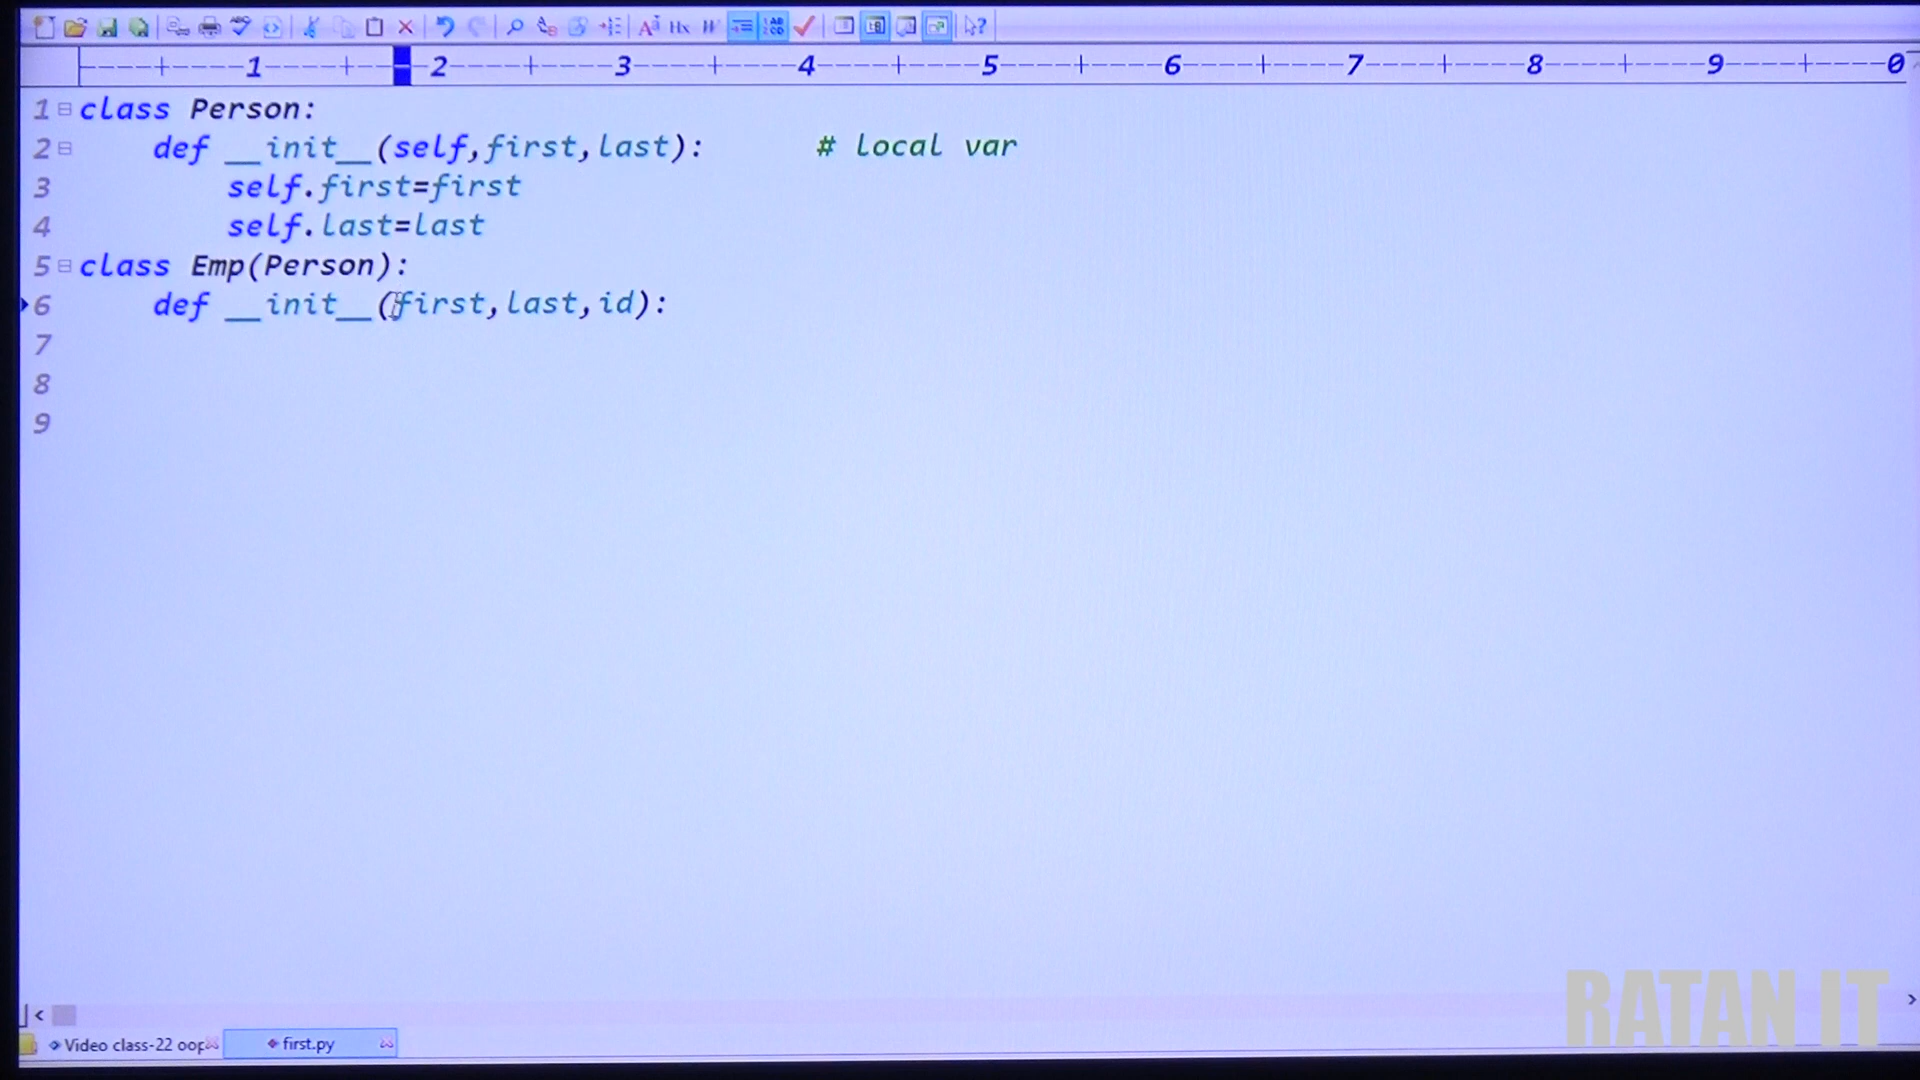 ----+----1----+----2----+----3----+----4----+----5----+----6----+----7----+----8----+----9----+----0
1 class Person:
2 def __init__(self,first,last): # local var
3 self.first=first
4 self.last=last
5 class Emp(Person):
6 def __init__(first,last,id):
7
8
9
RATAN IT
Video class-22 oop
first.py